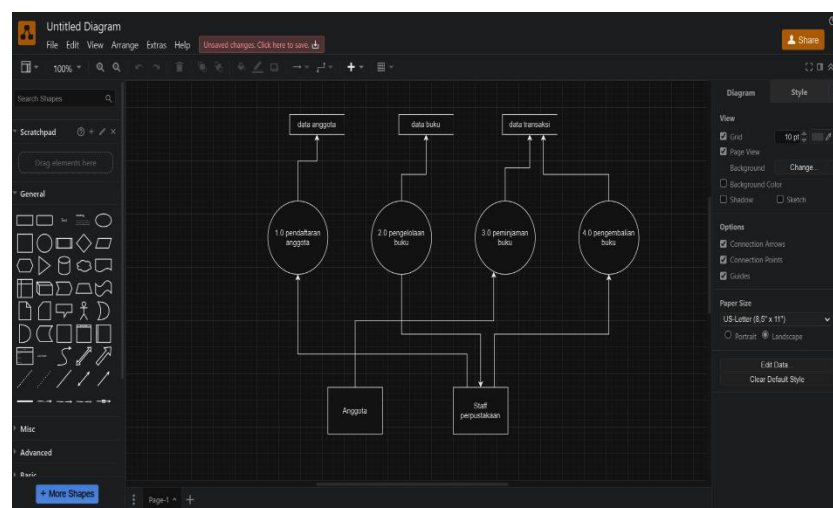 Untitled Diagram
File Edit View Arrange Extras Help
Unsaved changes. Click here to save.
Share
100%
Search Shapes
Scratchpad
Drag elements here
General
Text
Misc
Advanced
Basic
+ More Shapes
data anggota
data buku
data transaksi
1.0 pendaftaran
anggota
2.0 pengelolaan
buku
3.0 peminjaman
buku
4.0 pengembalian
buku
Anggota
Staff
perpustakaan
Page-1
Diagram
Style
View
Grid
10 pt
Page View
Background
Change...
Background Color
Shadow
Sketch
Options
Connection Arrows
Connection Points
Guides
Paper Size
US-Letter (8,5" x 11")
Portrait
Landscape
Edit Data...
Clear Default Style